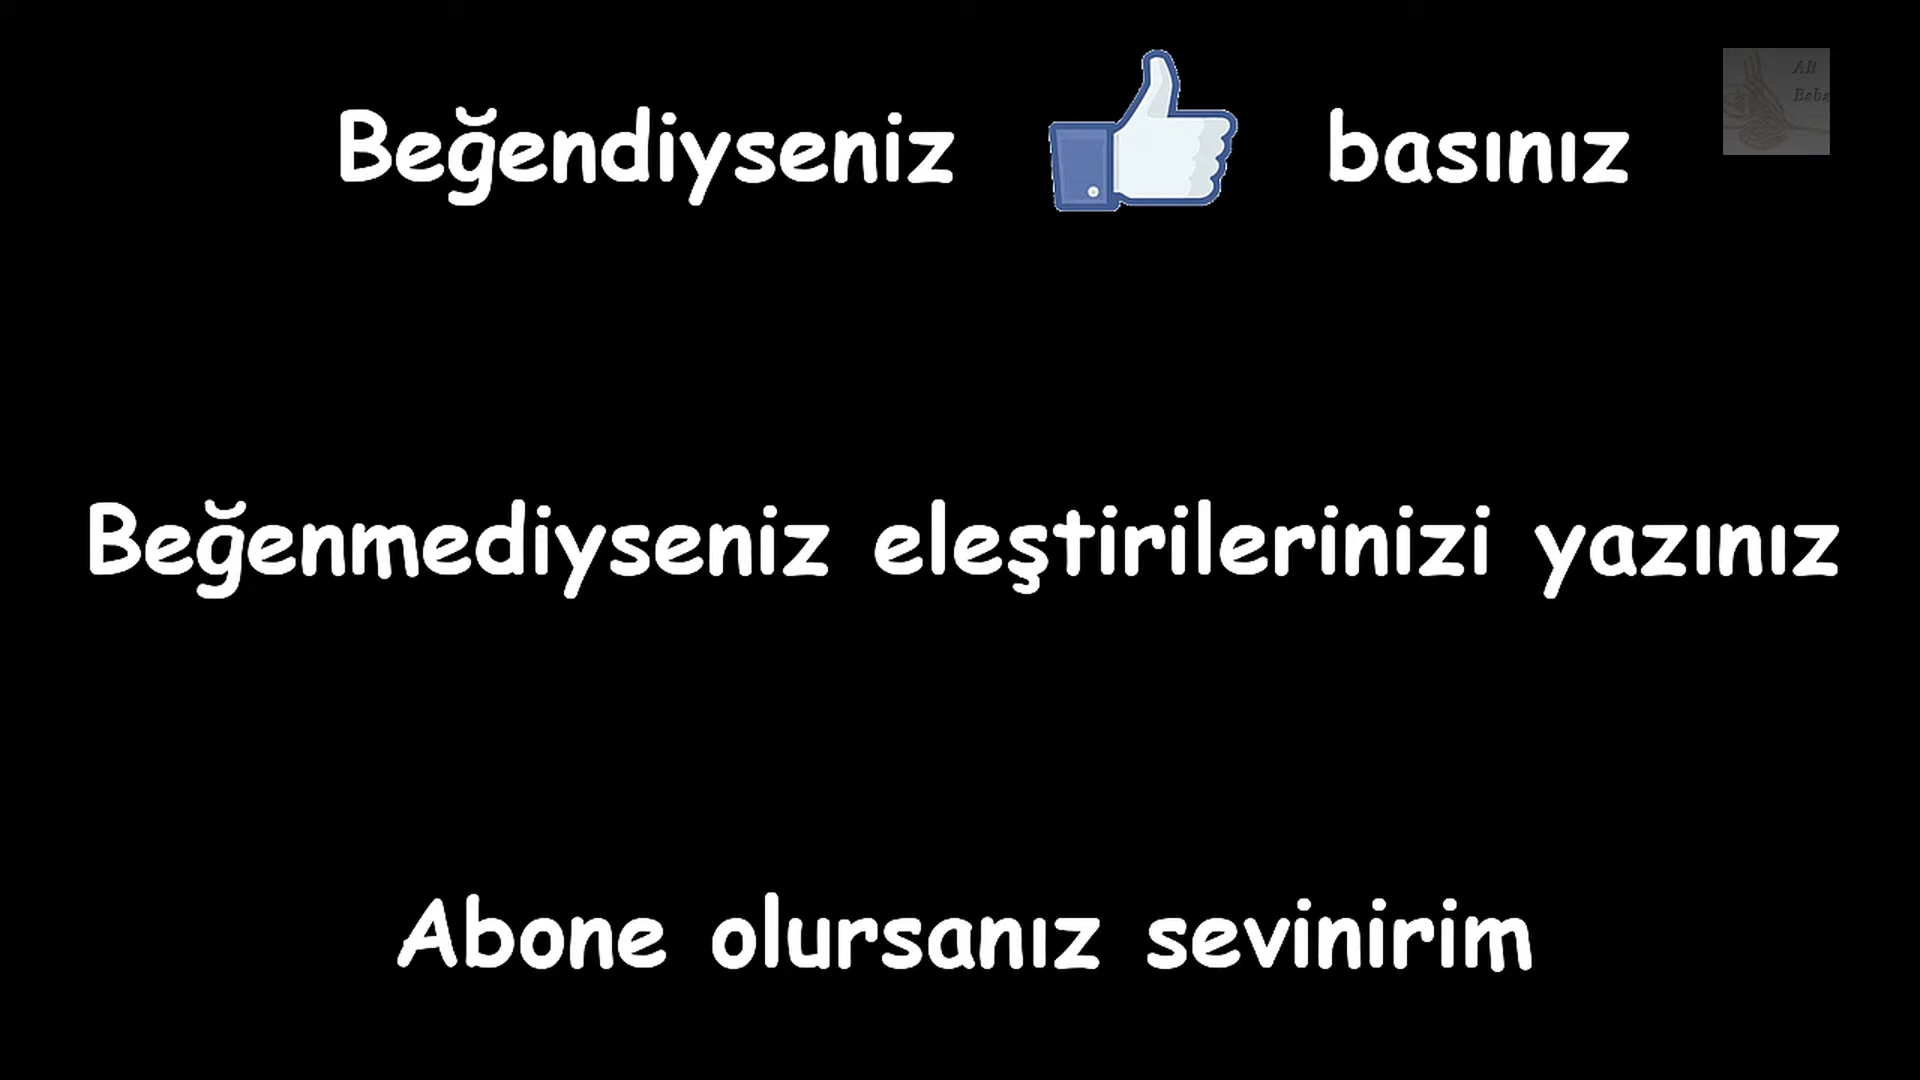 Beğendiyseniz basınız
Beğenmediyseniz eleştirilerinizi yazınız
Abone olursanız sevinirim